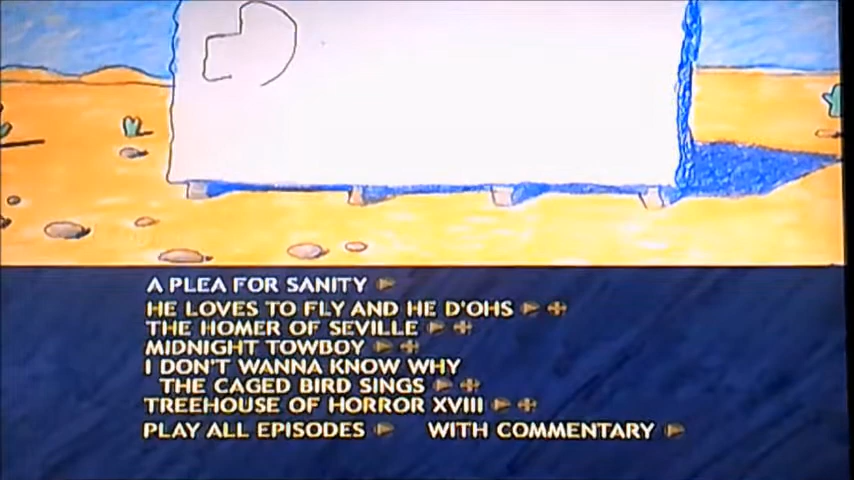 A PLEA FOR SANITY
HE LOVES TO FLY AND HE D'OHS
THE HOMER OF SEVILLE
MIDNIGHT TOWBOY
I DON'T WANNA KNOW WHY
THE CAGED BIRD SINGS
TREEHOUSE OF HORROR XVIII
PLAY ALL EPISODES WITH COMMENTARY